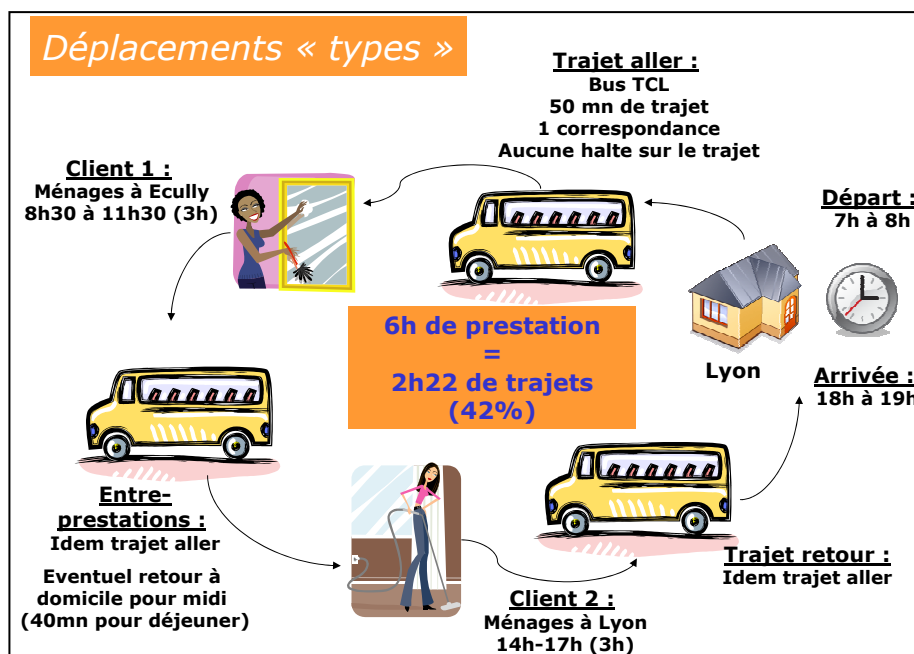 Déplacements « types »
Trajet aller :
Bus TCL
50 mn de trajet
1 correspondance
Aucune halte sur le trajet
Client 1 :
Ménages à Ecully
8h30 à 11h30 (3h)
Départ :
7h à 8h
6h de prestation
=
2h22 de trajets
(42%)
Lyon
Arrivée :
18h à 19h
Entre-
prestations :
Idem trajet aller
Eventuel retour à
domicile pour midi
(40mn pour déjeuner)
Client 2 :
Ménages à Lyon
14h-17h (3h)
Trajet retour :
Idem trajet aller